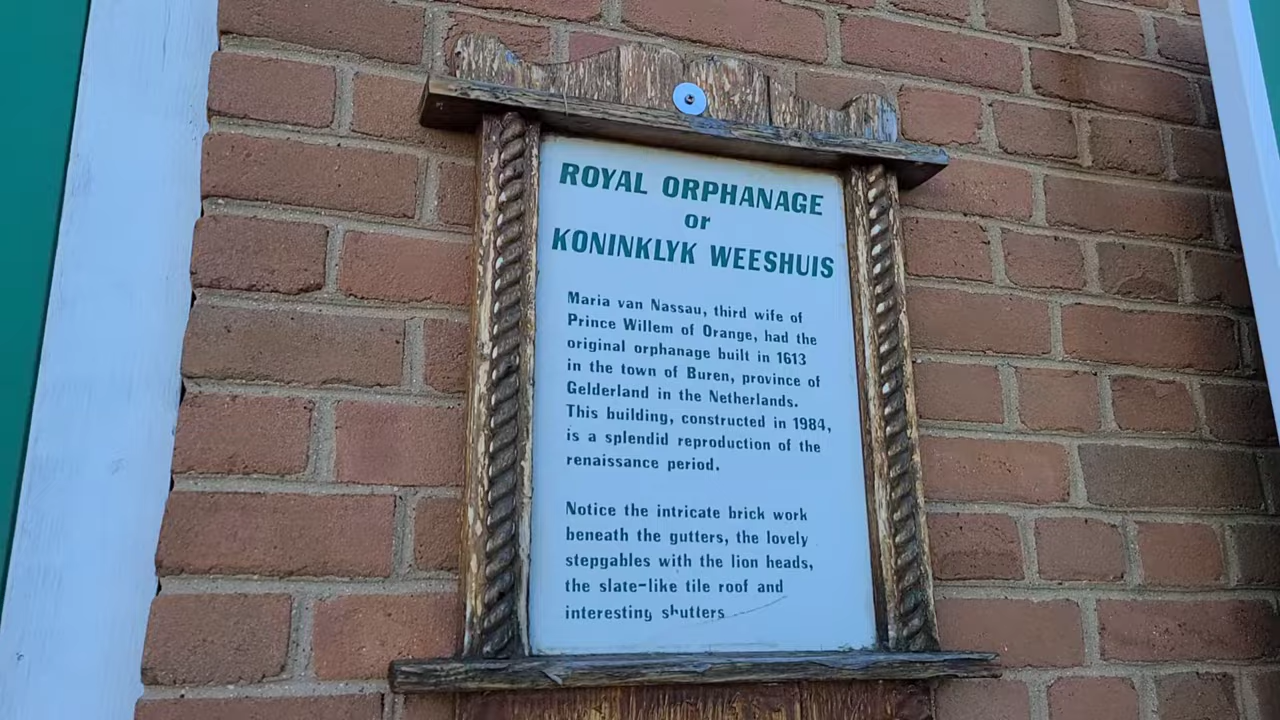 ROYAL ORPHANAGE
or
KONINKLYK WEESHUIS
Maria van Nassau, third wife of
Prince Willem of Orange, had the
original orphanage built in 1613
in the town of Buren, province of
Gelderland in the Netherlands.
This building, constructed in 1984,
is a splendid reproduction of the
renaissance period.
Notice the intricate brick work
beneath the gutters, the lovely
stepgables with the lion heads,
the slate-like tile roof and
interesting shutters